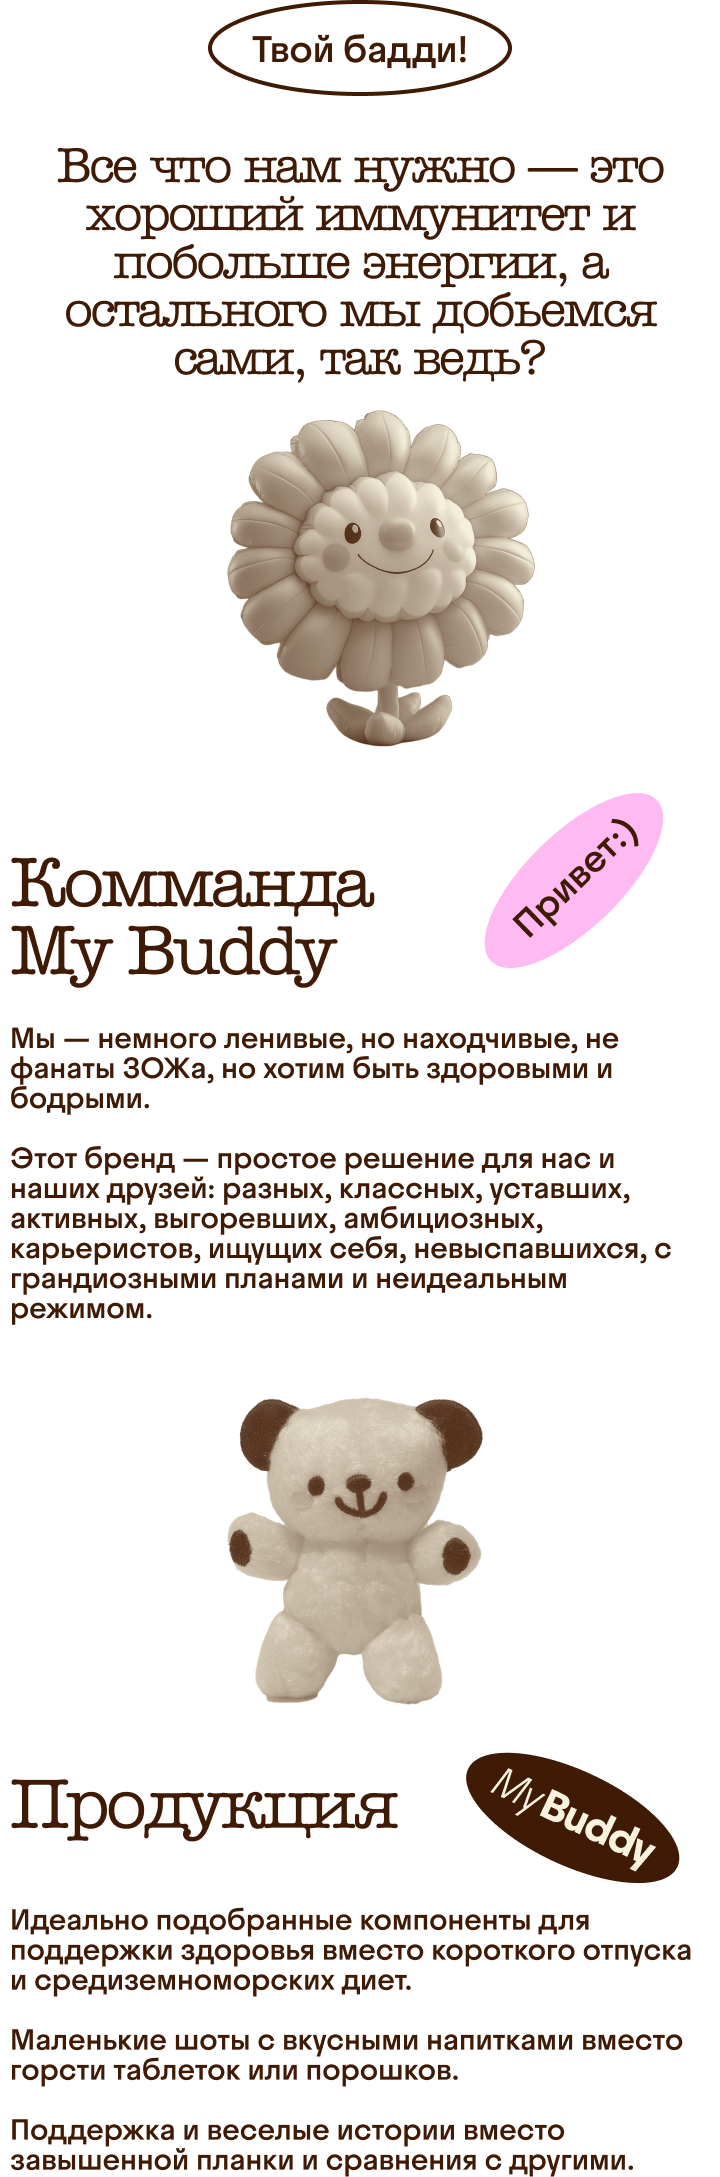 Твой бадди!
Все что нам нужно — это
хороший иммунитет и
побольше энергии, а
остального мы добьемся
сами, так ведь?
Привет:)
Комманда
My Buddy
Мы — немного ленивые, но находчивые, не
фанаты ЗОЖа, но хотим быть здоровыми и
бодрыми.
Этот бренд — простое решение для нас и
наших друзей: разных, классных, уставших,
активных, выгоревших, амбициозных,
карьеристов, ищущих себя, невыспавшихся, с
грандиозными планами и неидеальным
режимом.
Продукция
MyBuddy
Идеально подобранные компоненты для
поддержки здоровья вместо короткого отпуска
и средиземноморских диет.
Маленькие шоты с вкусными напитками вместо
горсти таблеток или порошков.
Поддержка и веселые истории вместо
завышенной планки и сравнения с другими.